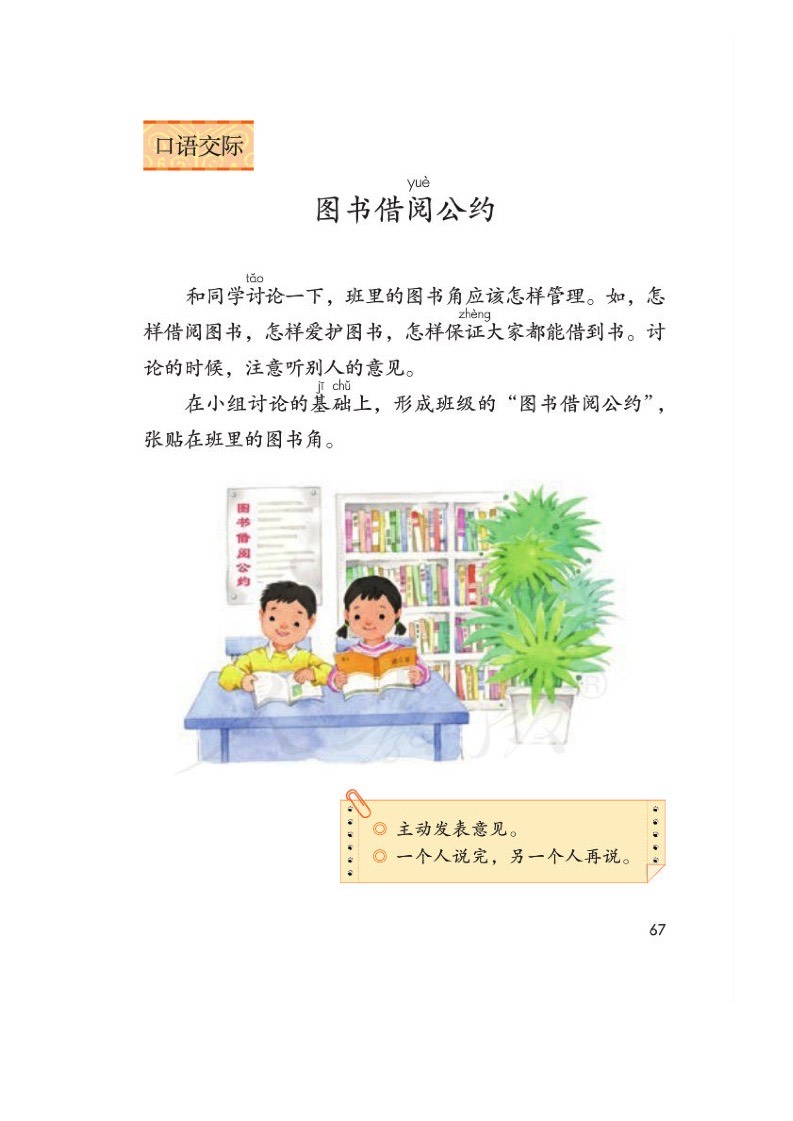 口语交际
yuè
图书借阅公约
tǎo
和同学讨论一下，班里的图书角应该怎样管理。如，怎
zhèng
样借阅图书，怎样爱护图书，怎样保证大家都能借到书。讨
论的时候，注意听别人的意见。
jī chǔ
在小组讨论的基础上，形成班级的“图书借阅公约”，
张贴在班里的图书角。
图书借阅公约
主动发表意见。
一个人说完，另一个人再说。
67